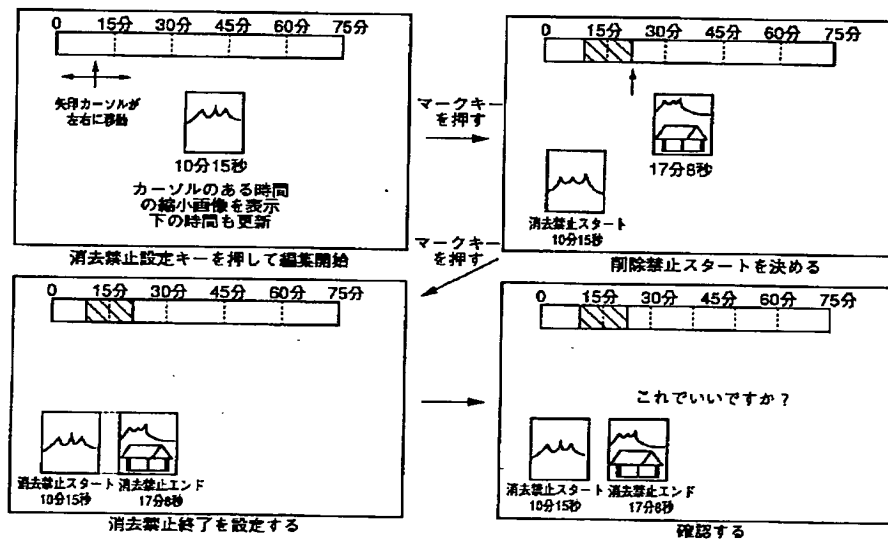 0 15分 30分 45分 60分 75分
矢印カーソルが
左右に移動
10分15秒
カーソルのある時間
の縮小画像を表示
下の時間も更新
消去禁止設定キーを押して編集開始
マークキー
を押す
0 15分 30分 45分 60分 75分
17分8秒
消去禁止スタート
10分15秒
削除禁止スタートを決める
マークキー
を押す
0 15分 30分 45分 60分 75分
消去禁止スタート 消去禁止エンド
10分15秒 17分8秒
消去禁止終了を設定する
0 15分 30分 45分 60分 75分
これでいいですか？
消去禁止スタート 消去禁止エンド
10分15秒 17分8秒
確認する